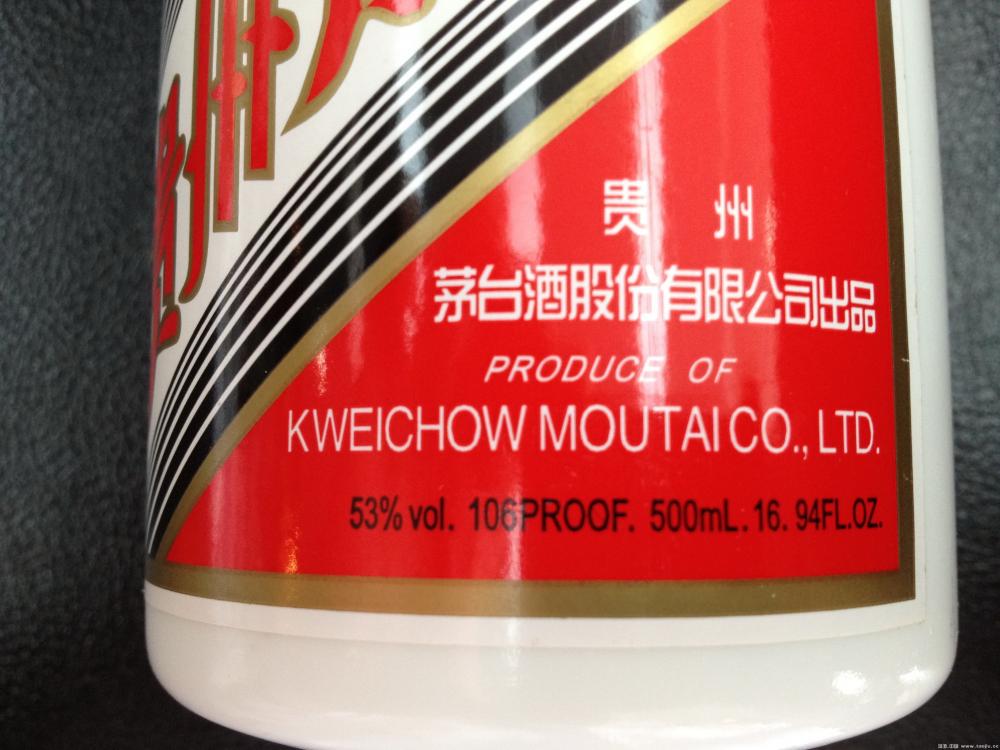 贵州
茅台酒股份有限公司出品
PRODUCE OF
KWEICHOW MOUTAI CO., LTD.
53% vol. 106PROOF. 500mL. 16. 94FL.OZ.